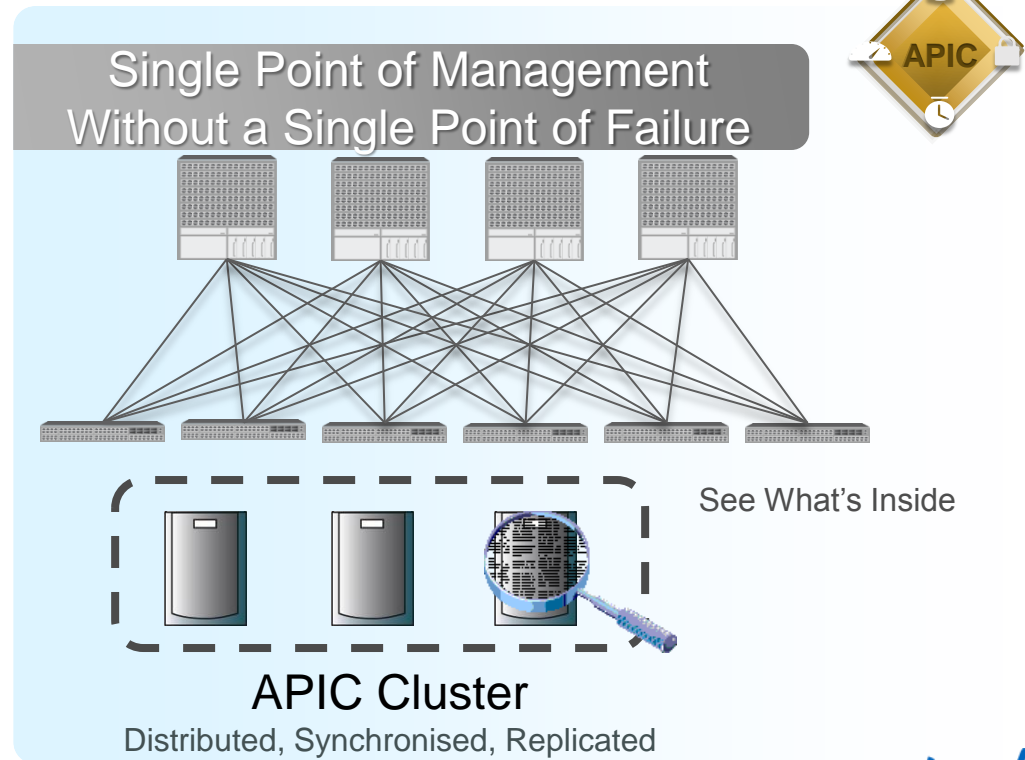 Single Point of Management
Without a Single Point of Failure
APIC
See What's Inside
APIC Cluster
Distributed, Synchronised, Replicated